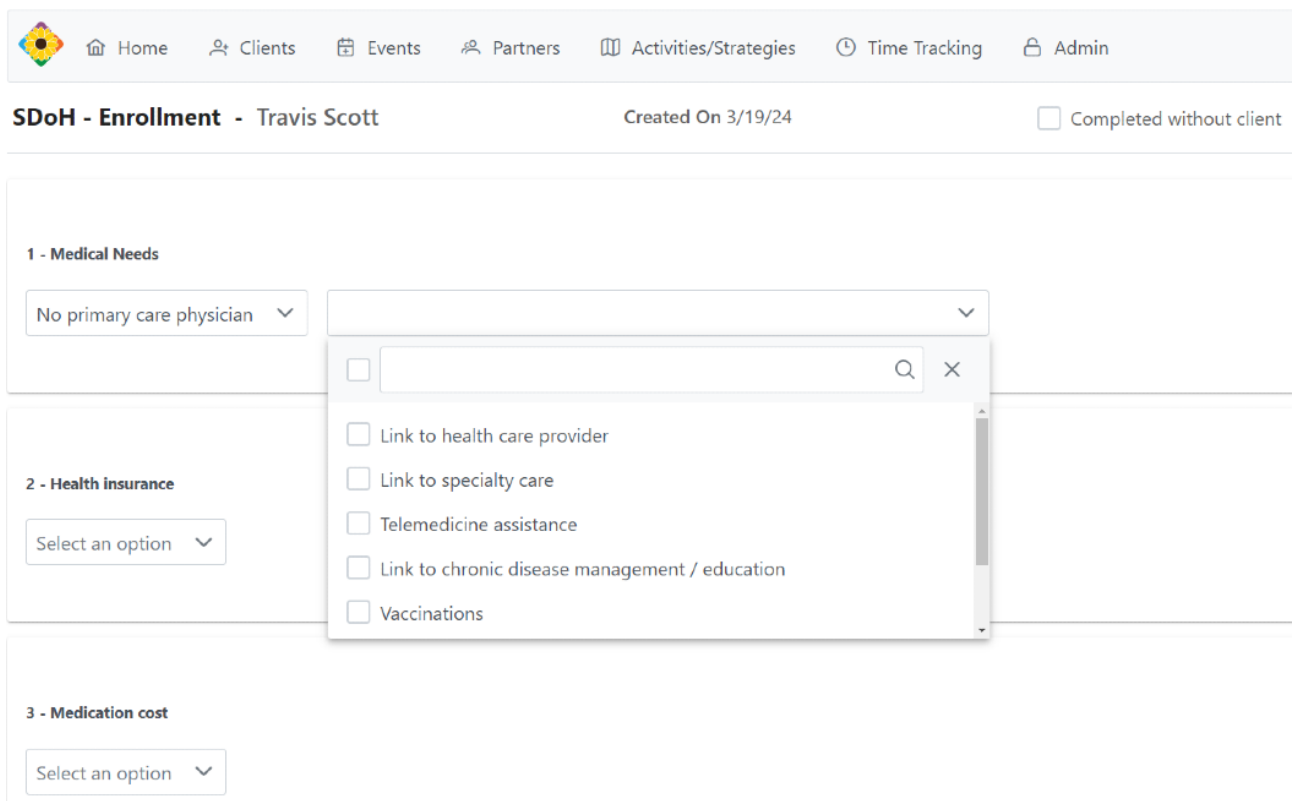 Home Clients Events Partners Activities/Strategies Time Tracking Admin
SDoH - Enrollment - Travis Scott Created On 3/19/24 Completed without client
1 - Medical Needs
No primary care physician
Link to health care provider
Link to specialty care
Telemedicine assistance
Link to chronic disease management / education
Vaccinations
2 - Health insurance
Select an option
3 - Medication cost
Select an option